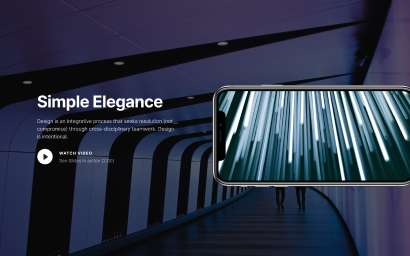 Simple Elegance
Design is an integrative process that seeks resolution (not
compromise) through cross-disciplinary teamwork. Design
is intentional.
WATCH VIDEO
See Slides in action (2:00)